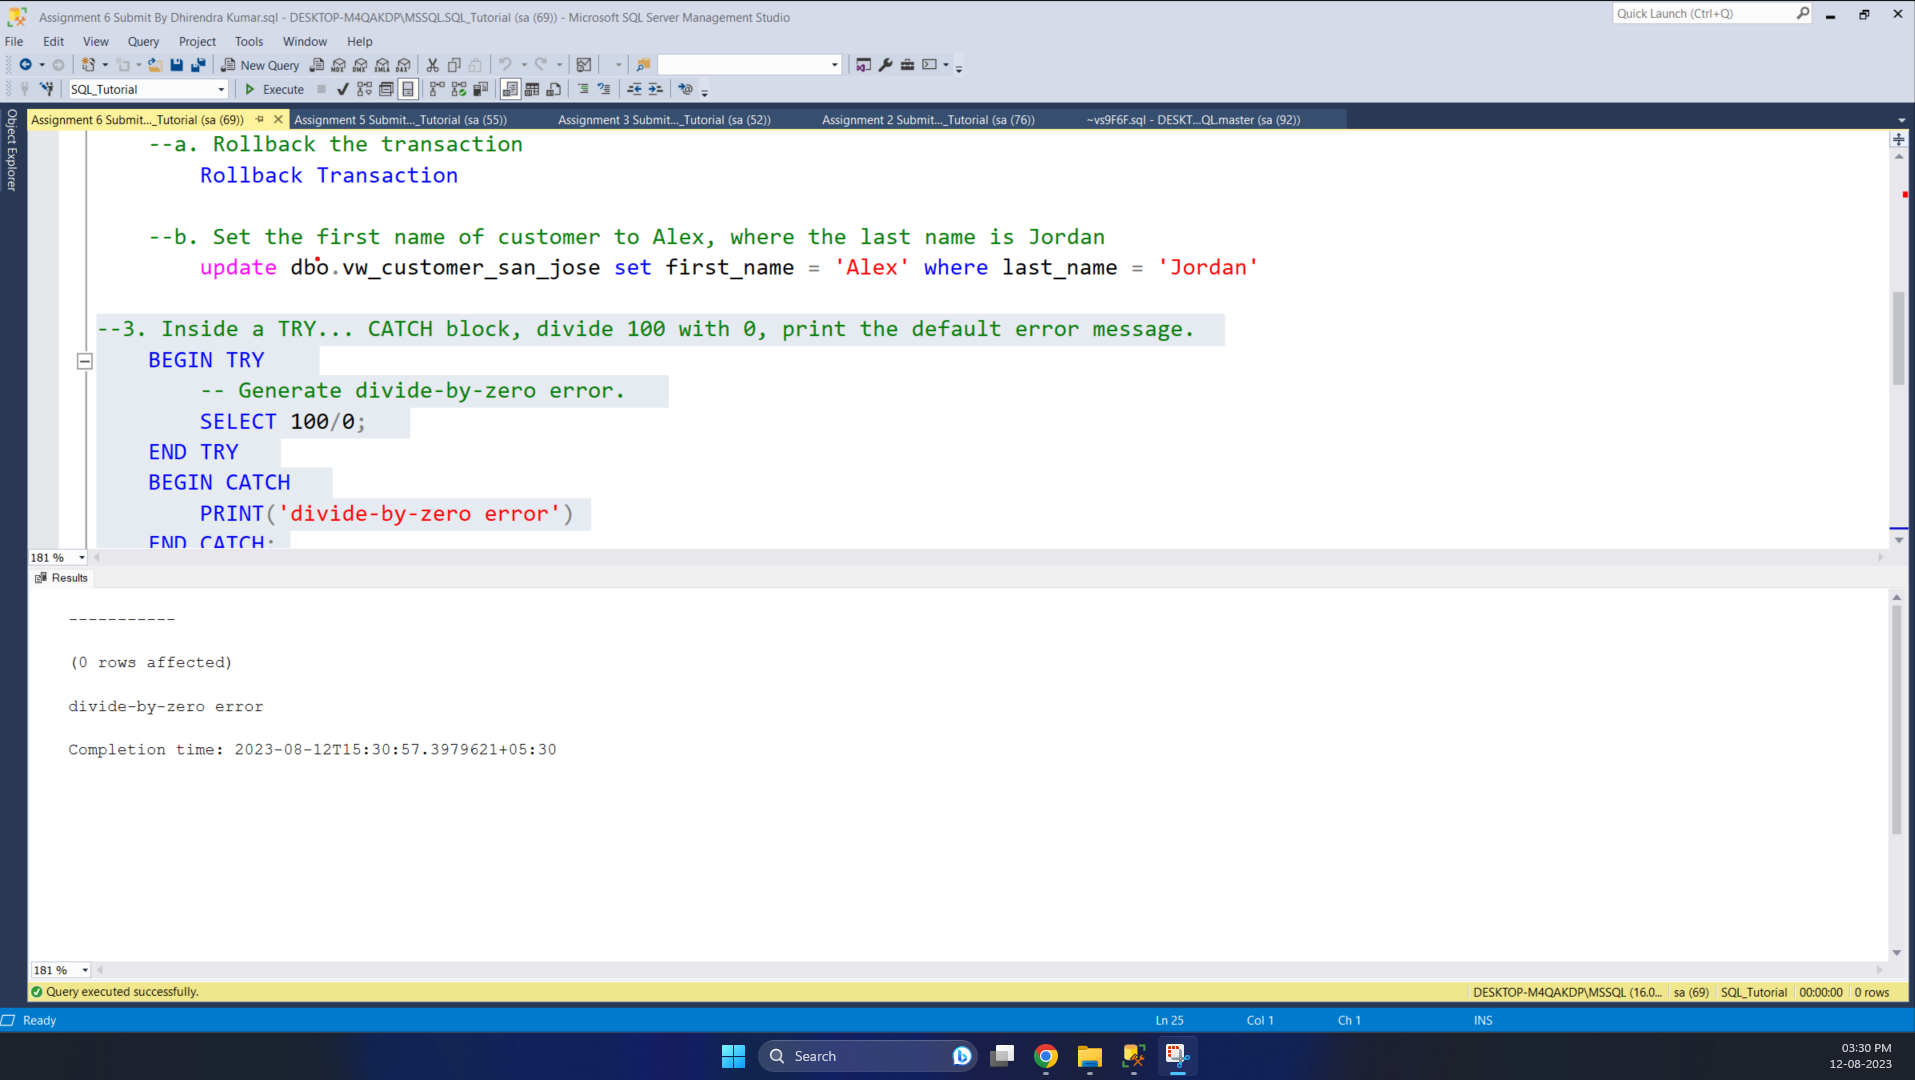 Assignment 6 Submit By Dhirendra Kumar.sql - DESKTOP-M4QAKDP\MSSQL.SQL_Tutorial (sa (69)) - Microsoft SQL Server Management Studio
Quick Launch (Ctrl+Q)
File Edit View Query Project Tools Window Help
New Query
SQL_Tutorial
Execute
Object Explorer
Assignment 6 Submit..._Tutorial (sa (69))
Assignment 5 Submit..._Tutorial (sa (55))
Assignment 3 Submit..._Tutorial (sa (52))
Assignment 2 Submit..._Tutorial (sa (76))
~vs9F6F.sql - DESKT...QL.master (sa (92))
--a. Rollback the transaction
Rollback Transaction
--b. Set the first name of customer to Alex, where the last name is Jordan
update dbo.vw_customer_san_jose set first_name = 'Alex' where last_name = 'Jordan'
--3. Inside a TRY... CATCH block, divide 100 with 0, print the default error message.
BEGIN TRY
-- Generate divide-by-zero error.
SELECT 100/0;
END TRY
BEGIN CATCH
PRINT('divide-by-zero error')
END CATCH;
181 %
Results
-----------
(0 rows affected)
divide-by-zero error
Completion time: 2023-08-12T15:30:57.3979621+05:30
181 %
Query executed successfully.
DESKTOP-M4QAKDP\MSSQL (16.0... sa (69) SQL_Tutorial 00:00:00 0 rows
Ready
Ln 25 Col 1 Ch 1 INS
Search
03:30 PM
12-08-2023